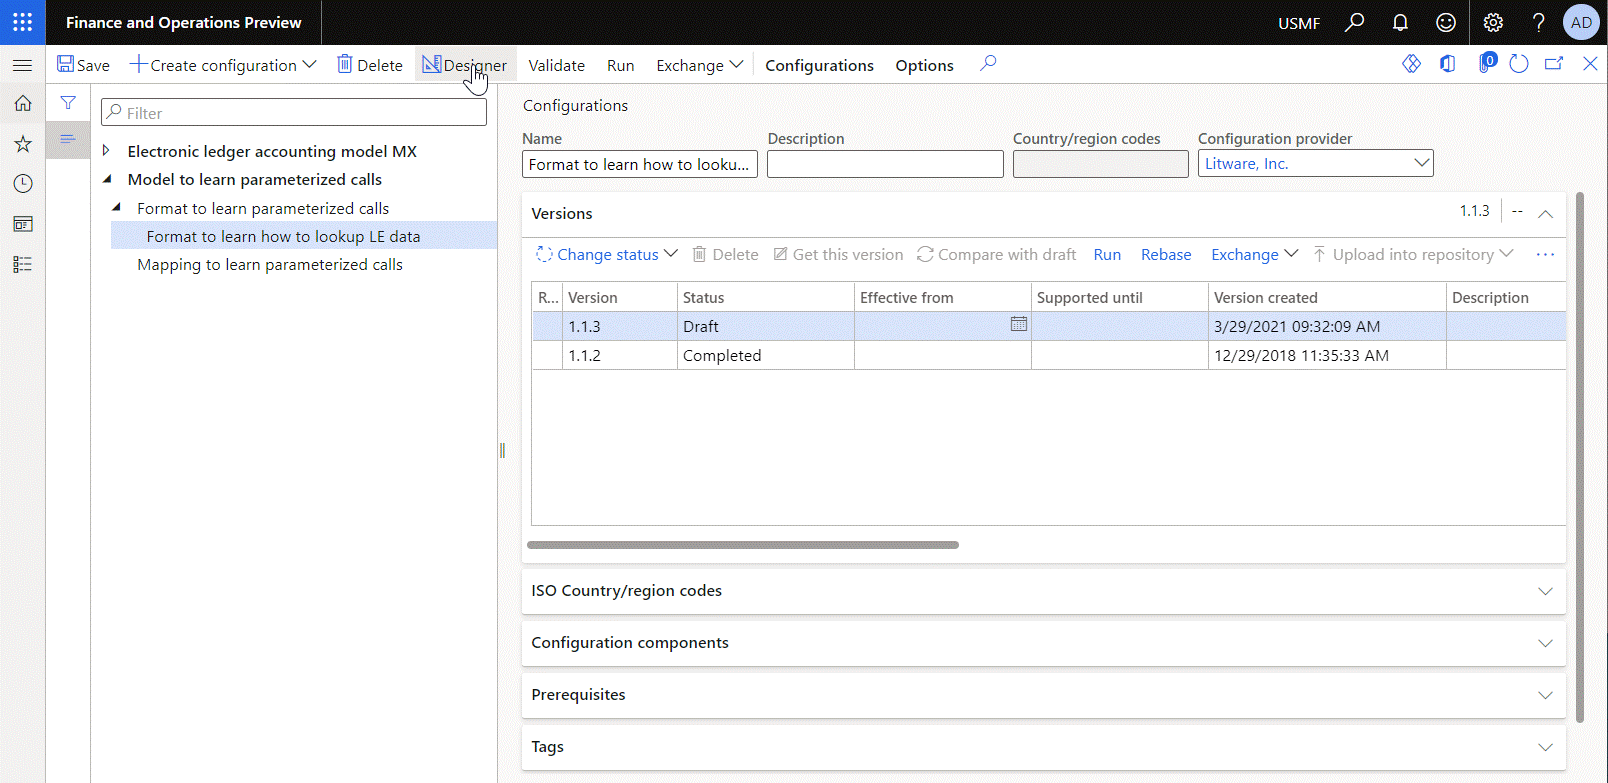 Finance and Operations Preview
USMF
AD
Save
Create configuration
Delete
Designer
Validate
Run
Exchange
Configurations
Options
0
Filter
Electronic ledger accounting model MX
Model to learn parameterized calls
Format to learn parameterized calls
Format to learn how to lookup LE data
Mapping to learn parameterized calls
Configurations
Name
Description
Country/region codes
Configuration provider
Format to learn how to looku...
Litware, Inc.
Versions
1.1.3
--
Change status
Delete
Get this version
Compare with draft
Run
Rebase
Exchange
Upload into repository
...
R... Version Status Effective from Supported until Version created Description
1.1.3 Draft 3/29/2021 09:32:09 AM
1.1.2 Completed 12/29/2018 11:35:33 AM
ISO Country/region codes
Configuration components
Prerequisites
Tags